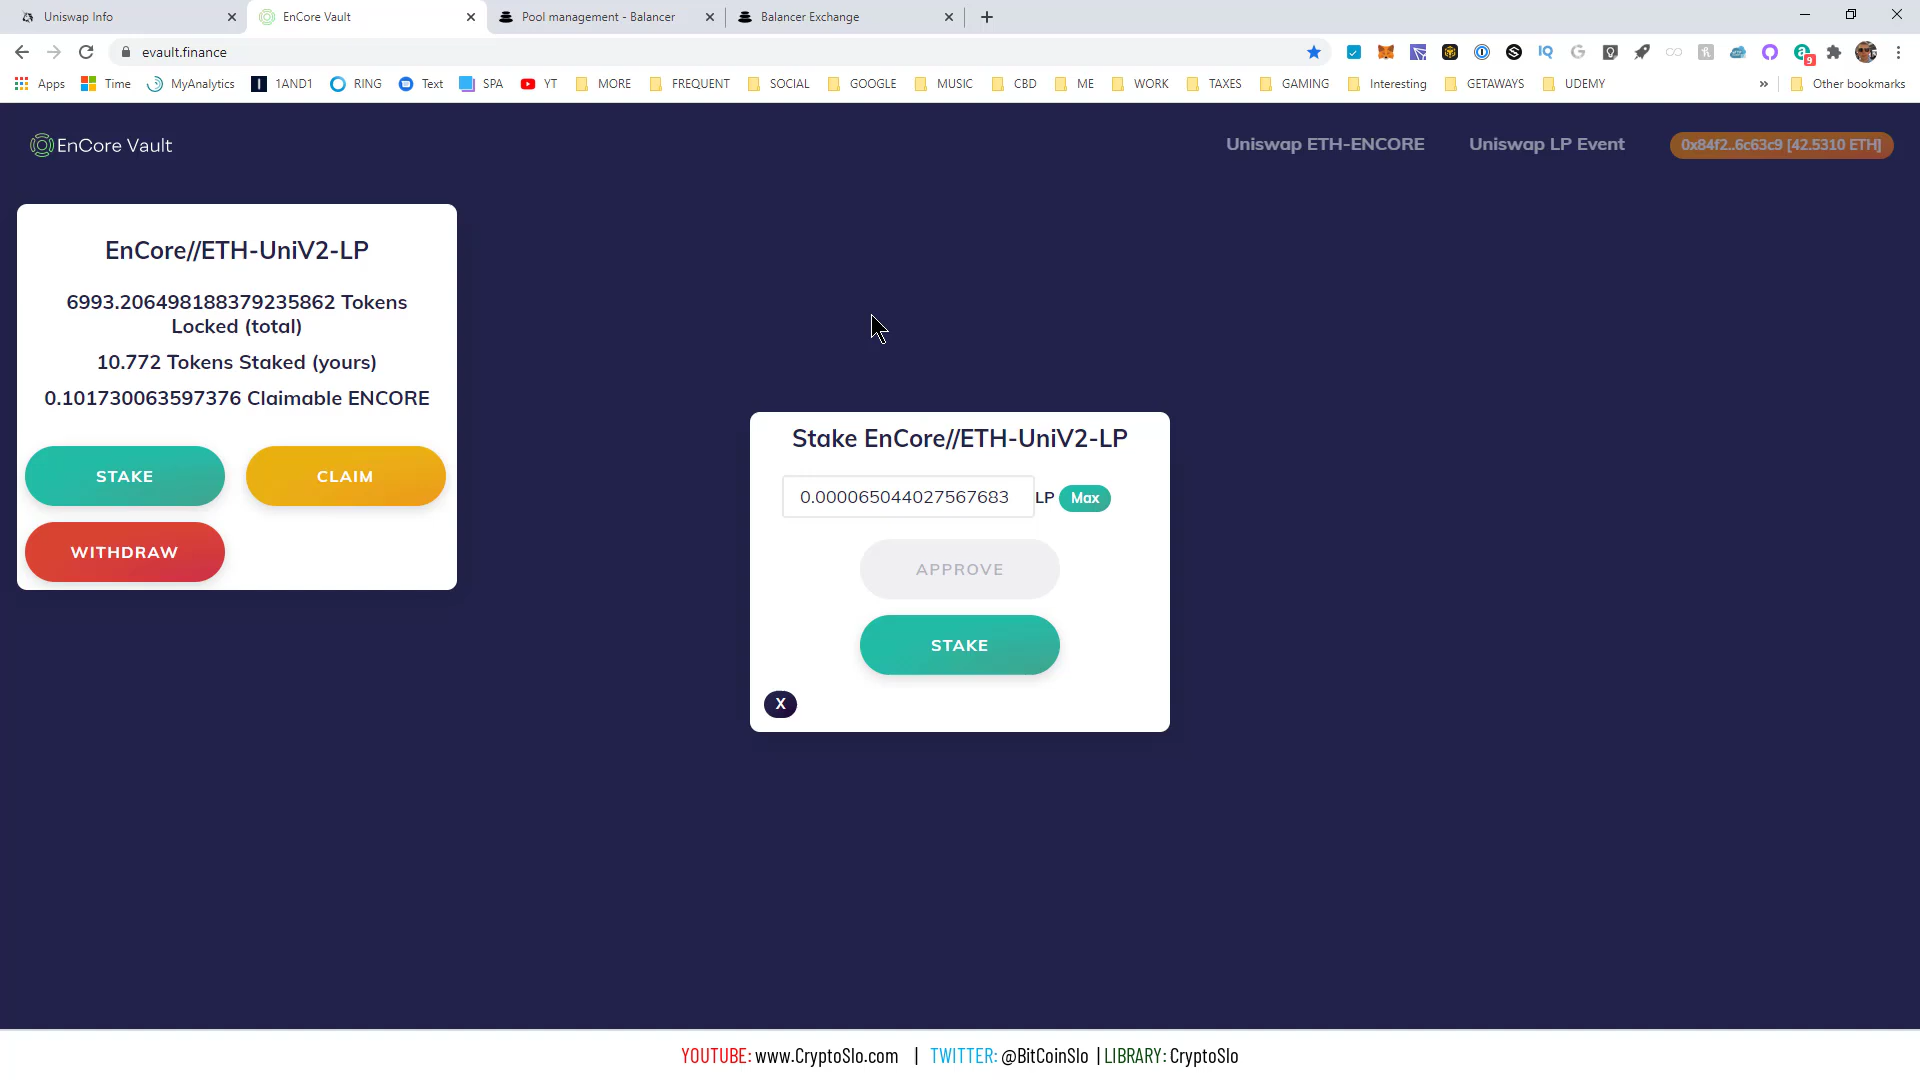 Uniswap Info
EnCore Vault
Pool management - Balancer
Balancer Exchange
evault.finance
IQ
9
Apps
Time
MyAnalytics
1AND1
RING
Text
SPA
YT
MORE
FREQUENT
SOCIAL
GOOGLE
MUSIC
CBD
ME
WORK
TAXES
GAMING
Interesting
GETAWAYS
UDEMY
»
Other bookmarks
EnCore Vault
Uniswap ETH-ENCORE
Uniswap LP Event
0x84f2..6c63c9 [42.5310 ETH]
EnCore//ETH-UniV2-LP
6993.206498188379235862 Tokens
Locked (total)
10.772 Tokens Staked (yours)
0.101730063597376 Claimable ENCORE
STAKE
CLAIM
WITHDRAW
Stake EnCore//ETH-UniV2-LP
0.000065044027567683
LP
Max
APPROVE
STAKE
X
YOUTUBE: www.CryptoSlo.com | TWITTER: @BitCoinSlo | LIBRARY: CryptoSlo